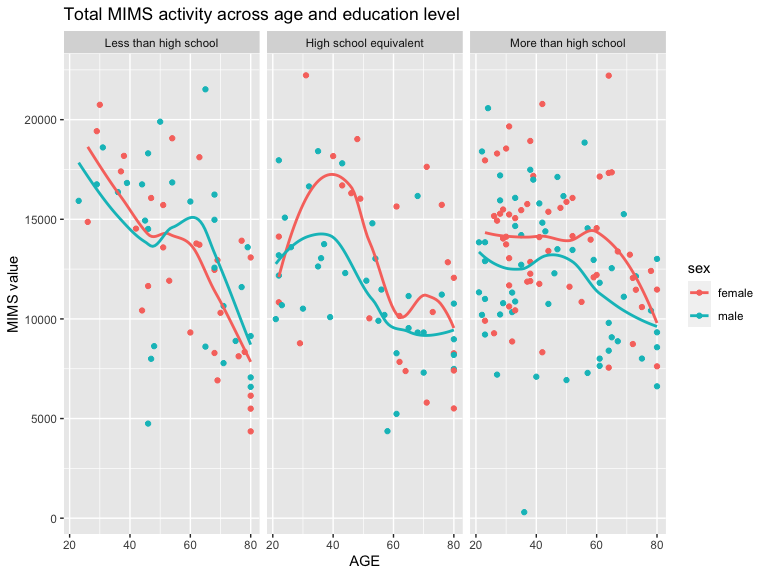 Total MIMS activity across age and education level
Less than high school
High school equivalent
More than high school
MIMS value
20000
15000
10000
5000
0
20 40 60 80
20 40 60 80
20 40 60 80
AGE
sex
female
male